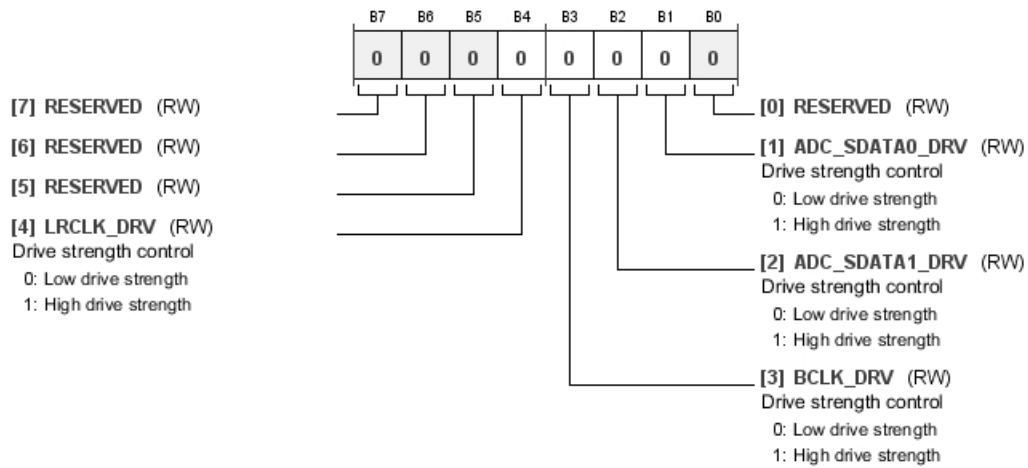 B7 B6 B5 B4 B3 B2 B1 B0
0 0 0 0 0 0 0 0
[7] RESERVED (RW)
[6] RESERVED (RW)
[5] RESERVED (RW)
[4] LRCLK_DRV (RW)
Drive strength control
0: Low drive strength
1: High drive strength
[0] RESERVED (RW)
[1] ADC_SDATA0_DRV (RW)
Drive strength control
0: Low drive strength
1: High drive strength
[2] ADC_SDATA1_DRV (RW)
Drive strength control
0: Low drive strength
1: High drive strength
[3] BCLK_DRV (RW)
Drive strength control
0: Low drive strength
1: High drive strength